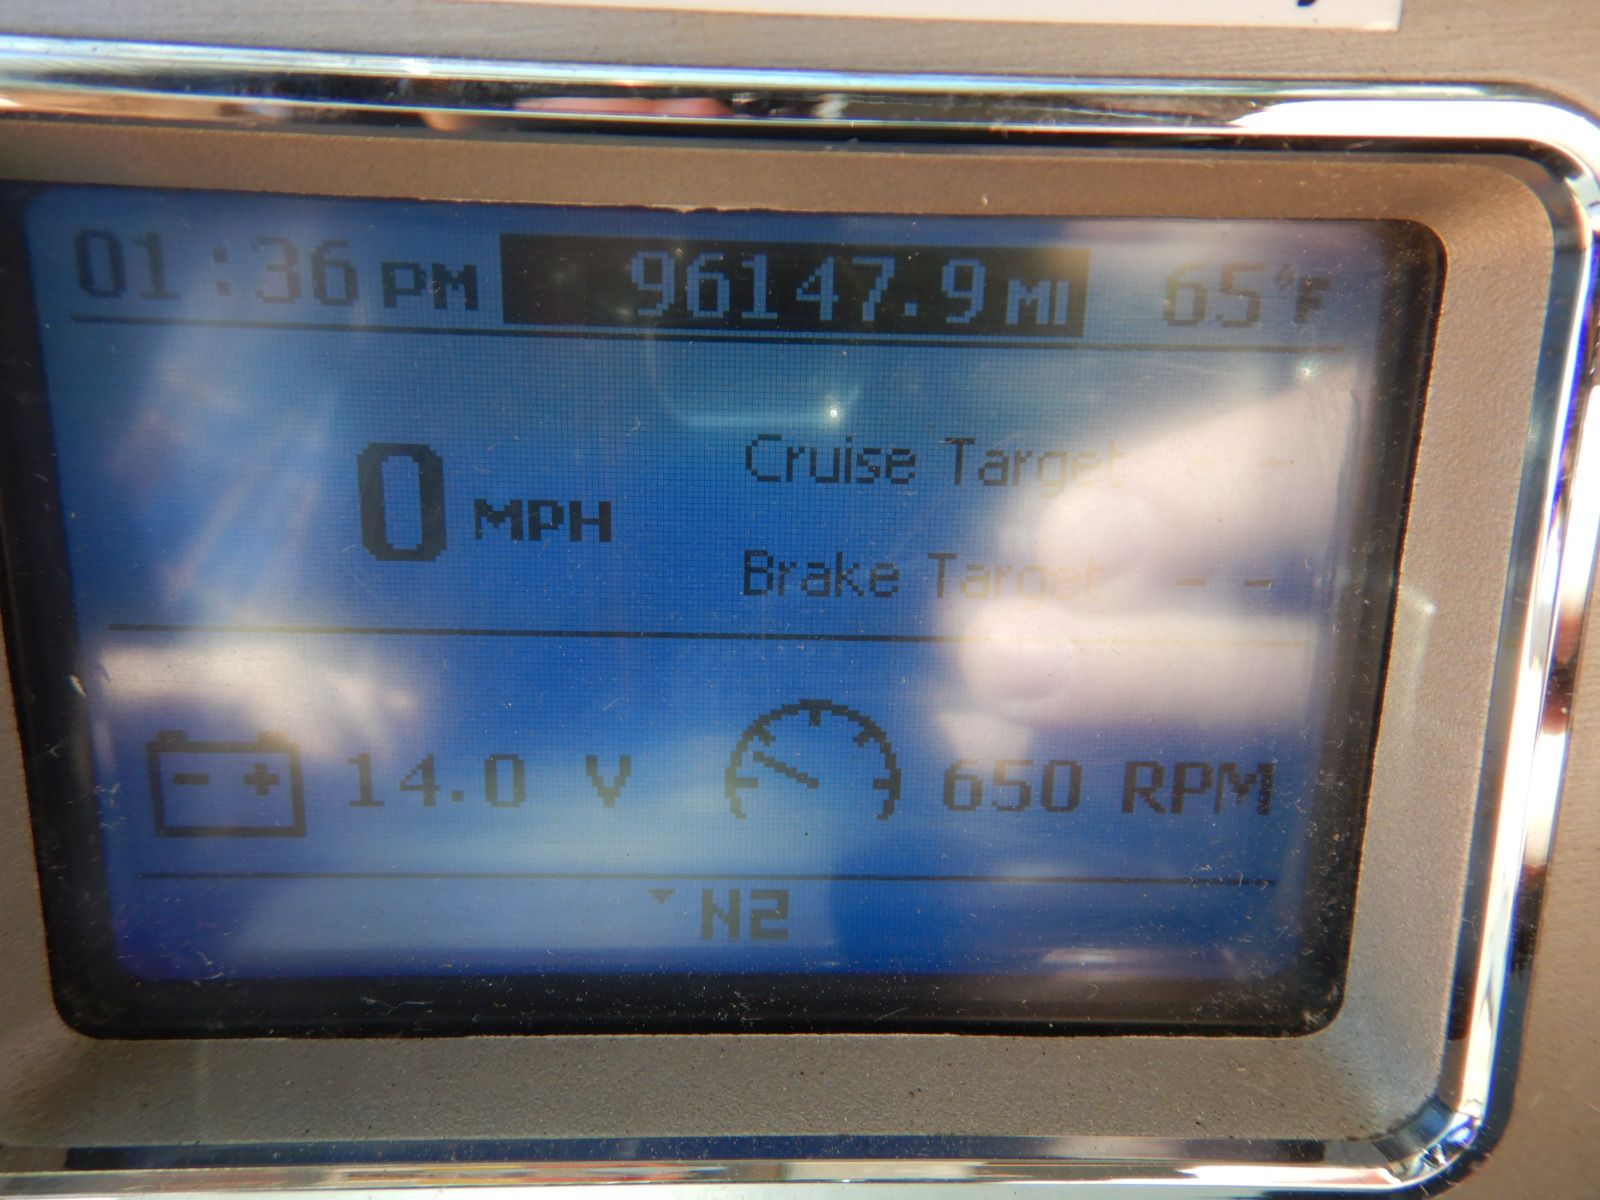 01:36 PM 96147.9 MI 65°F
0 MPH
Cruise Target - -
Brake Target - -
- + 14.0 V 650 RPM
N2